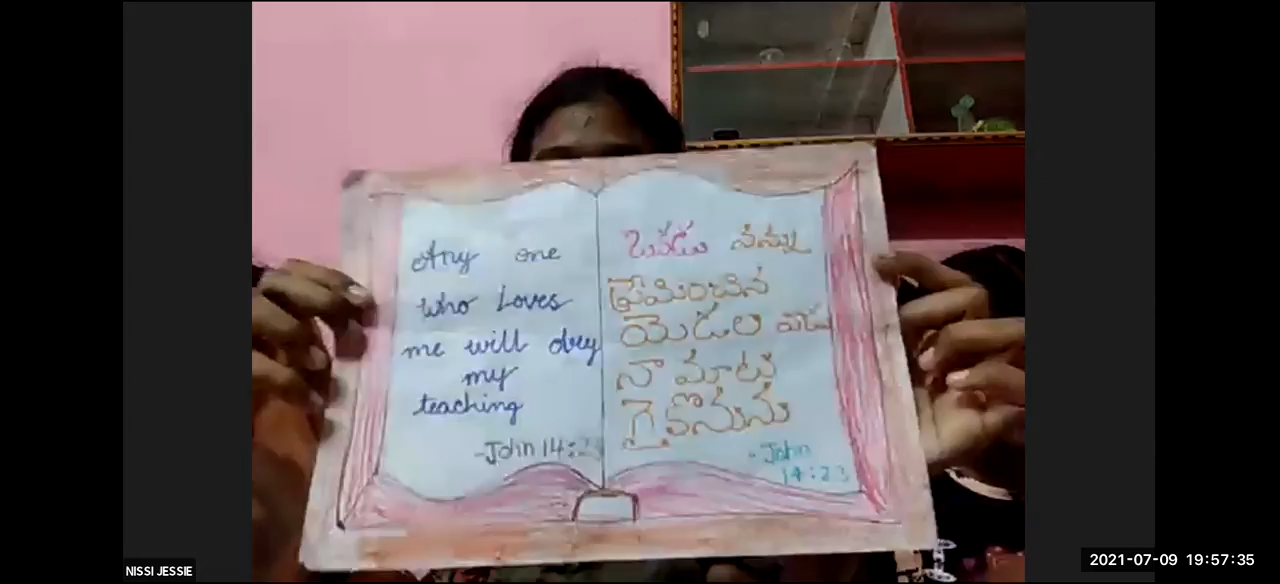 Any one
who Loves
me will obey
my
teaching
-John 14:23
ఒకడు నన్ను
ప్రేమించిన
యెడల వాడు
నా మాట
గైకొనును
-John
14:23
NISSI JESSIE
2021-07-09 19:57:35